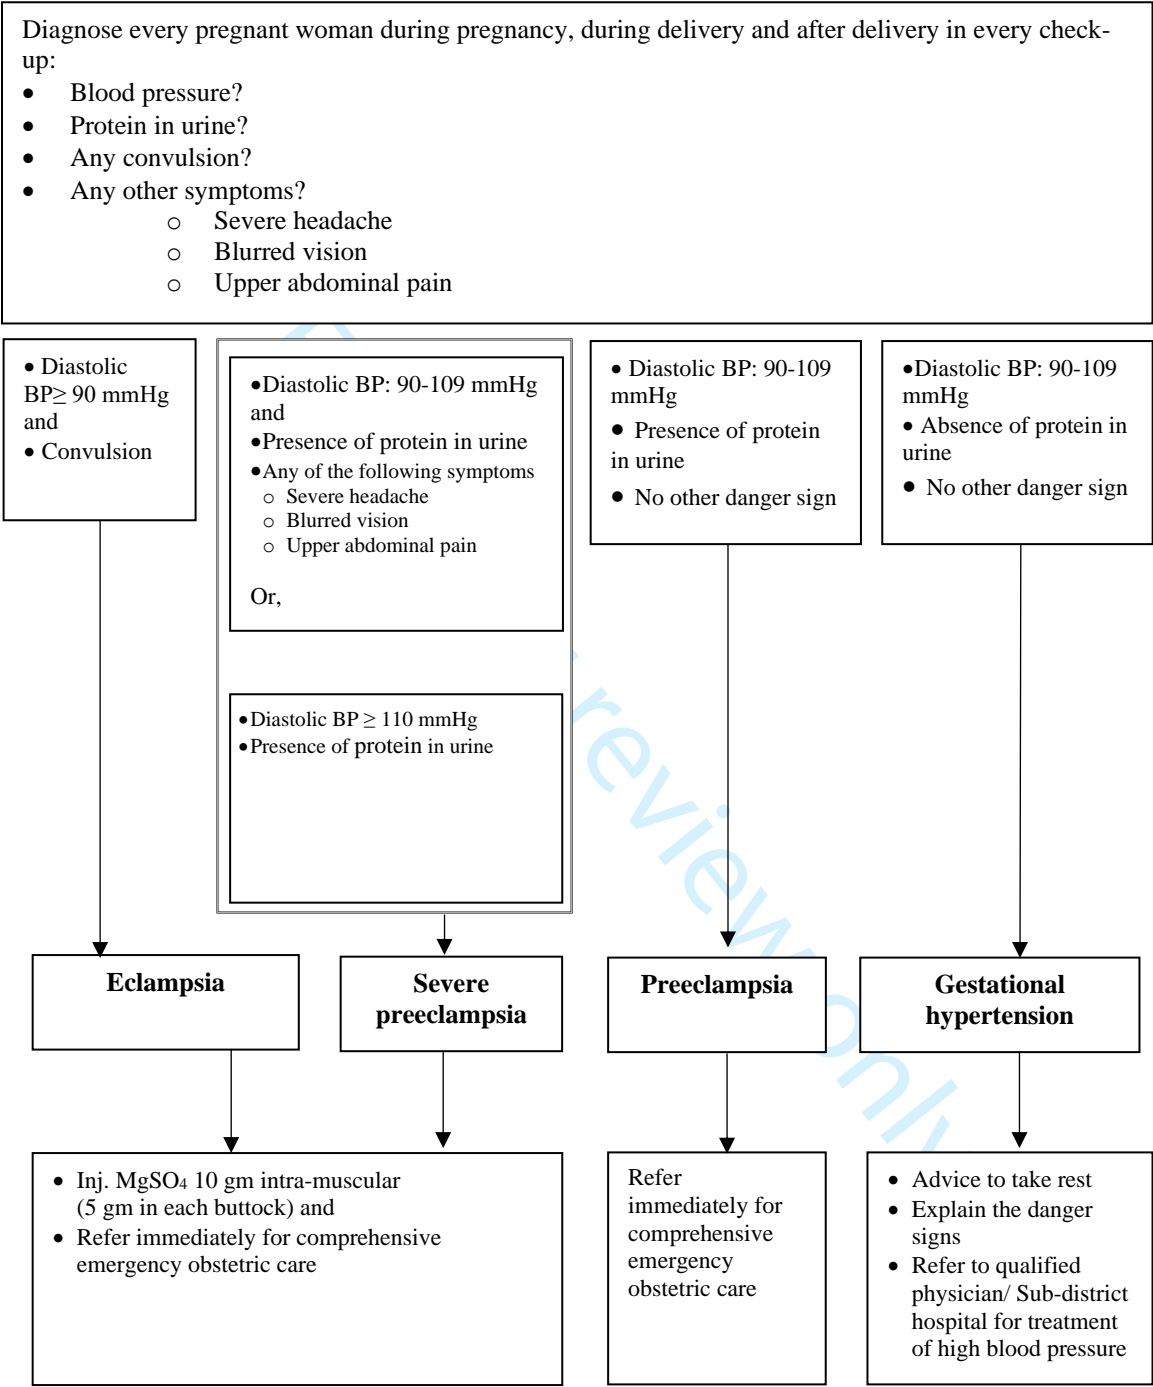 Diagnose every pregnant woman during pregnancy, during delivery and after delivery in every check-
up:
• Blood pressure?
• Protein in urine?
• Any convulsion?
• Any other symptoms?
o Severe headache
o Blurred vision
o Upper abdominal pain
• Diastolic
BP≥ 90 mmHg
and
• Convulsion
•Diastolic BP: 90-109 mmHg
and
•Presence of protein in urine
•Any of the following symptoms
o Severe headache
o Blurred vision
o Upper abdominal pain
Or,
•Diastolic BP ≥ 110 mmHg
•Presence of protein in urine
• Diastolic BP: 90-109
mmHg
• Presence of protein
in urine
• No other danger sign
•Diastolic BP: 90-109
mmHg
• Absence of protein in
urine
• No other danger sign
Eclampsia
Severe
preeclampsia
Preeclampsia
Gestational
hypertension
• Inj. MgSO4 10 gm intra-muscular
(5 gm in each buttock) and
• Refer immediately for comprehensive
emergency obstetric care
Refer
immediately for
comprehensive
emergency
obstetric care
• Advice to take rest
• Explain the danger
signs
• Refer to qualified
physician/ Sub-district
hospital for treatment
of high blood pressure
review only